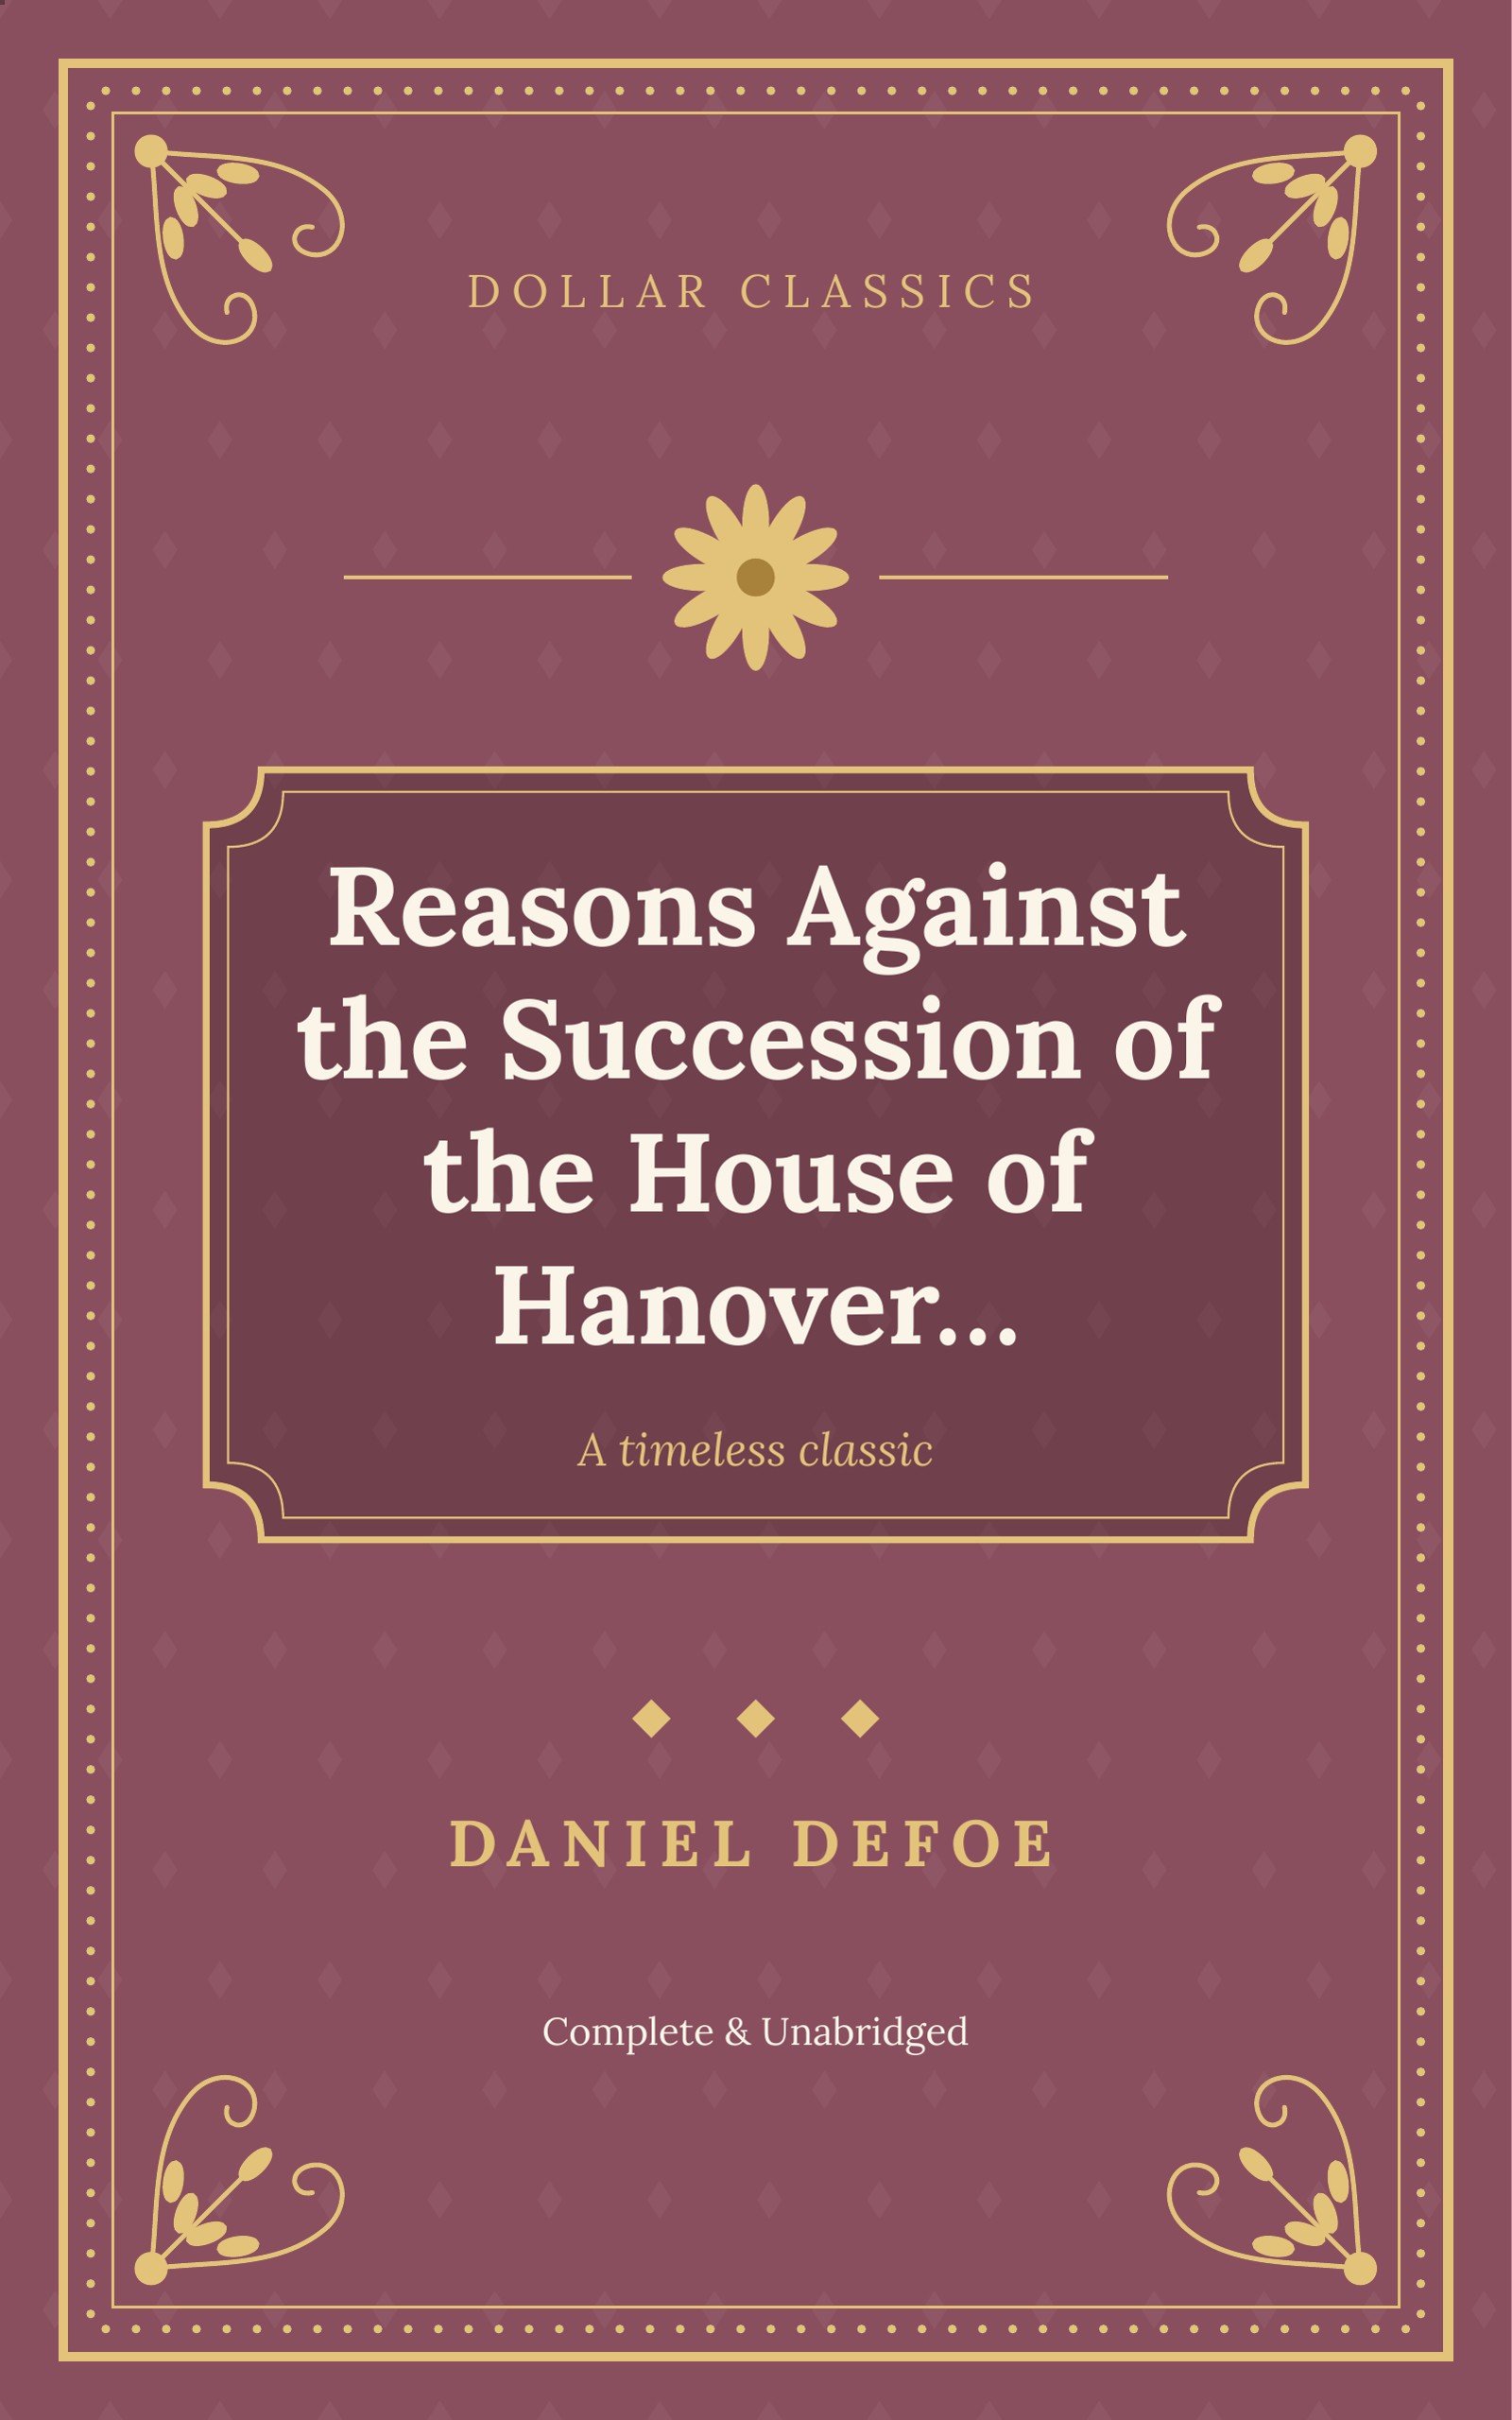 DOLLAR CLASSICS
Reasons Against
the Succession of
the House of
Hanover...
A timeless classic
DANIEL DEFOE
Complete & Unabridged